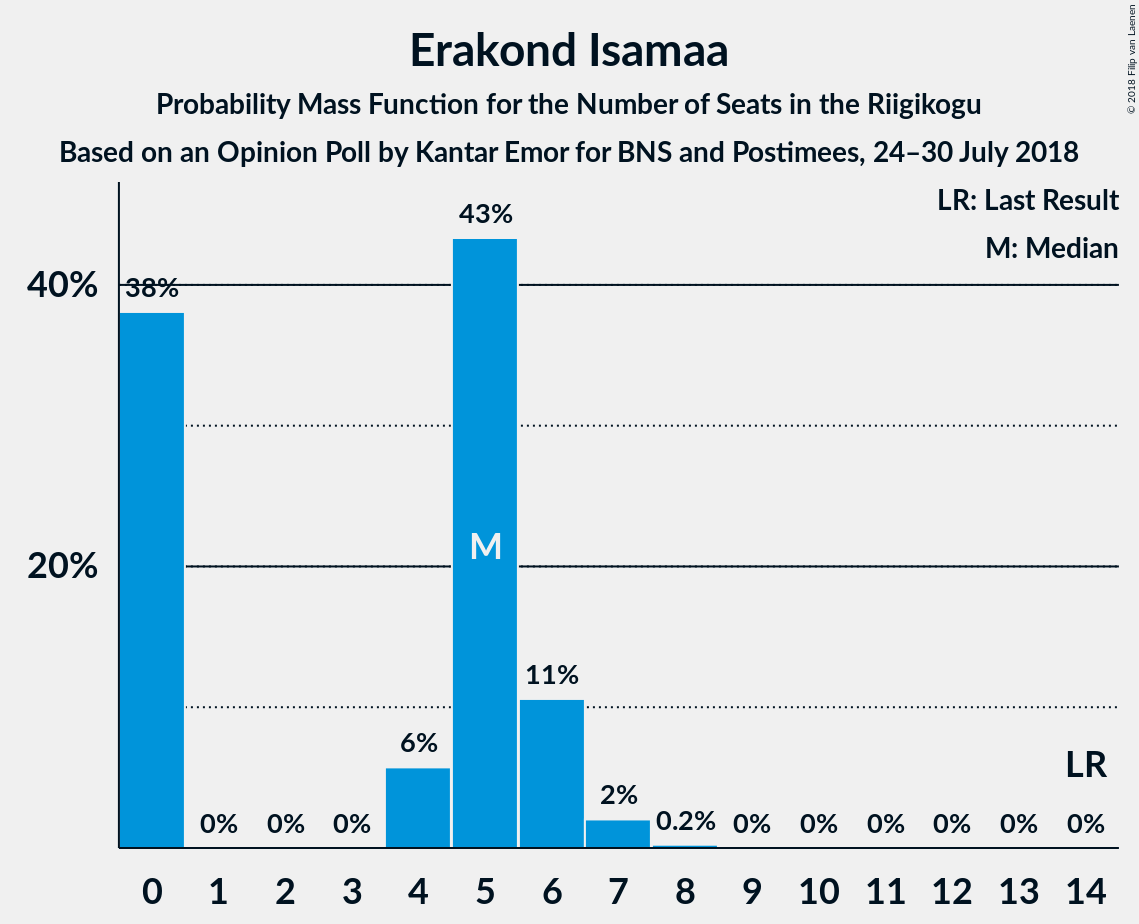 Erakond Isamaa
Probability Mass Function for the Number of Seats in the Riigikogu
Based on an Opinion Poll by Kantar Emor for BNS and Postimees, 24–30 July 2018
© 2018 Filip van Laenen
LR: Last Result
M: Median
43%
40%
38%
M
20%
11%
6%
LR
2%
0% 0% 0% 0.2% 0% 0% 0% 0% 0% 0%
0 1 2 3 4 5 6 7 8 9 10 11 12 13 14